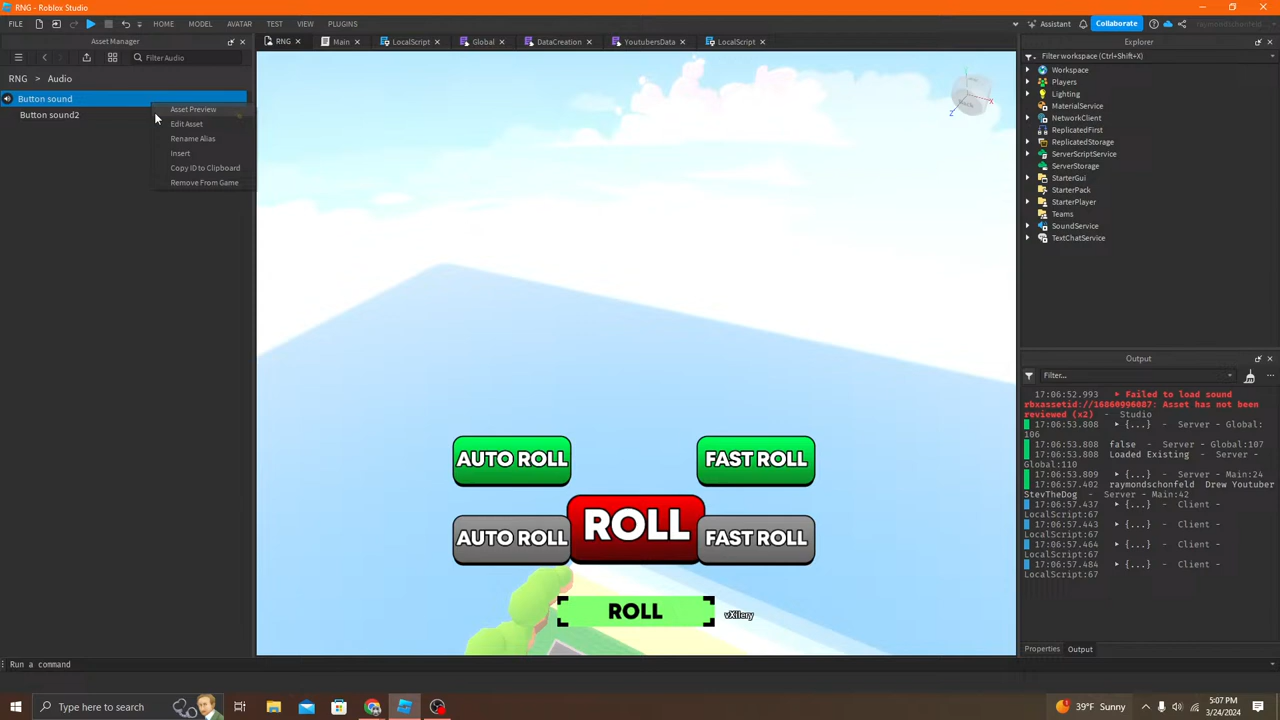 RNG - Roblox Studio
FILE
HOME MODEL AVATAR TEST VIEW PLUGINS
Assistant
Collaborate
raymondschonfeld
Asset Manager
Filter Audio
RNG > Audio
Button sound
Button sound2
Asset Preview
Edit Asset
Rename Alias
Insert
Copy ID to Clipboard
Remove From Game
RNG Main LocalScript Global DataCreation YoutubersData LocalScript
X
Z
AUTO ROLL
FAST ROLL
ROLL
AUTO ROLL
FAST ROLL
ROLL
vXilery
Explorer
Filter workspace (Ctrl+Shift+X)
Workspace
Players
Lighting
MaterialService
NetworkClient
ReplicatedFirst
ReplicatedStorage
ServerScriptService
ServerStorage
StarterGui
StarterPack
StarterPlayer
Teams
SoundService
TextChatService
Output
Filter...
17:06:52.993 Failed to load sound
rbxassetid://16860996087: Asset has not been
reviewed (x2) - Studio
17:06:53.808 {...} - Server - Global:
106
17:06:53.808 false - Server - Global:107
17:06:53.808 Loaded Existing - Server -
Global:110
17:06:53.809 {...} - Server - Main:24
17:06:57.402 raymondschonfeld Drew Youtuber
StevTheDog - Server - Main:42
17:06:57.437 {...} - Client -
LocalScript:67
17:06:57.443 {...} - Client -
LocalScript:67
17:06:57.464 {...} - Client -
LocalScript:67
17:06:57.484 {...} - Client -
LocalScript:67
Properties Output
Run a command
Type here to search
39°F Sunny
5:07 PM
3/24/2024